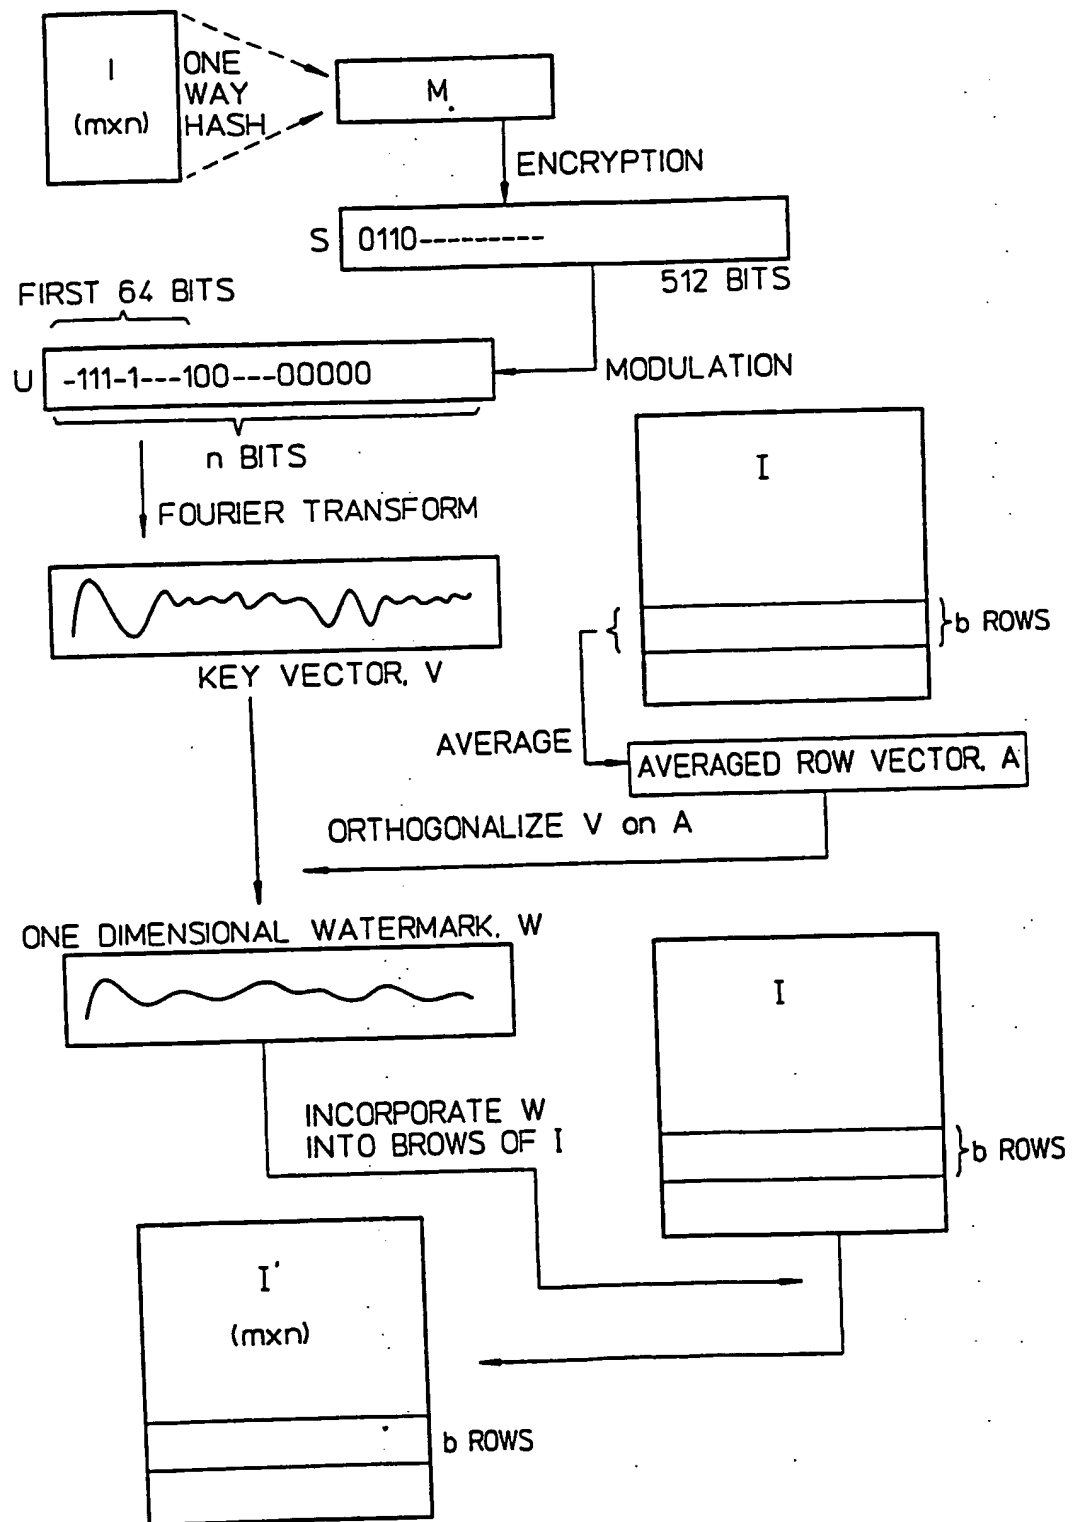 I
(mxn)
ONE
WAY
HASH
M.
ENCRYPTION
S
0110----------
512 BITS
FIRST 64 BITS
U
-111-1---100---00000
MODULATION
n BITS
FOURIER TRANSFORM
I
b ROWS
KEY VECTOR, V
AVERAGE
AVERAGED ROW VECTOR, A
ORTHOGONALIZE V on A
ONE DIMENSIONAL WATERMARK, W
I
INCORPORATE W
INTO BROWS OF I
b ROWS
I'
(mxn)
b ROWS